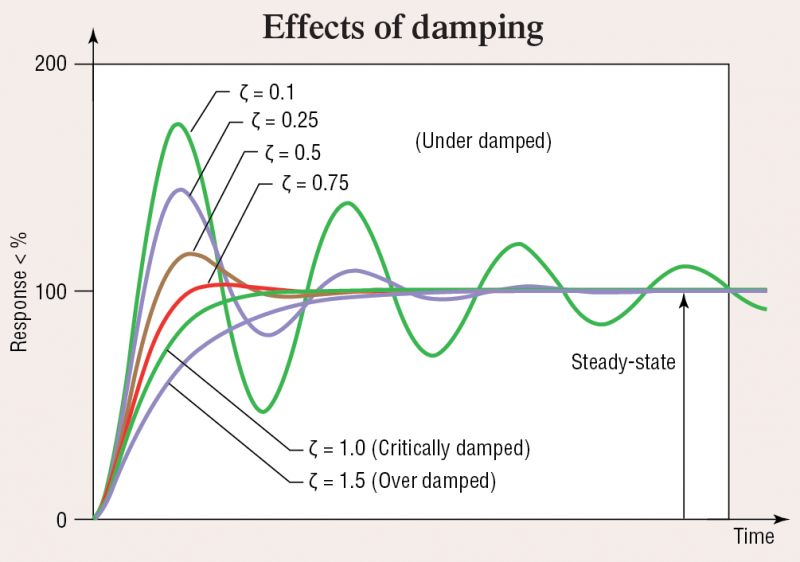 Effects of damping
200
ζ = 0.1
ζ = 0.25
(Under damped)
ζ = 0.5
ζ = 0.75
Response < %
100
Steady-state
ζ = 1.0 (Critically damped)
ζ = 1.5 (Over damped)
0
Time